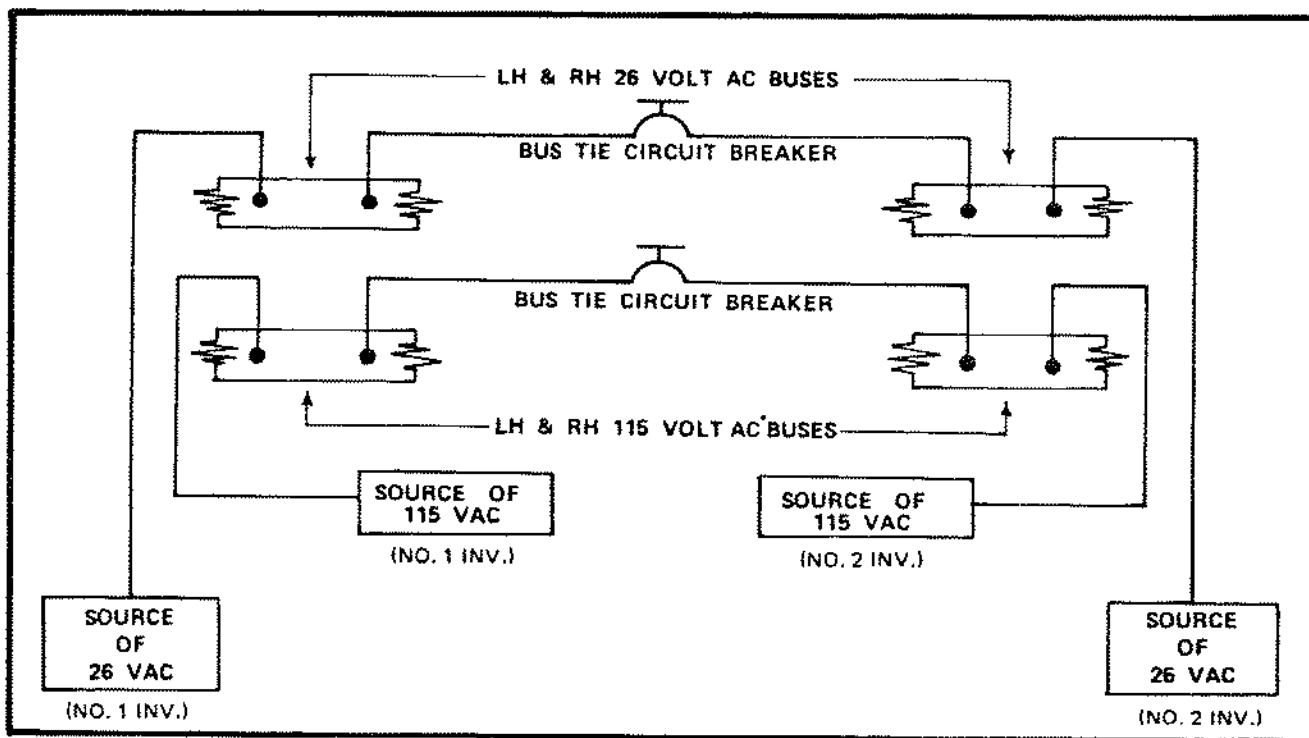 LH & RH 26 VOLT AC BUSES
BUS TIE CIRCUIT BREAKER
BUS TIE CIRCUIT BREAKER
LH & RH 115 VOLT AC BUSES
SOURCE OF
115 VAC
(NO. 1 INV.)
SOURCE OF
115 VAC
(NO. 2 INV.)
SOURCE
OF
26 VAC
(NO. 1 INV.)
SOURCE
OF
26 VAC
(NO. 2 INV.)